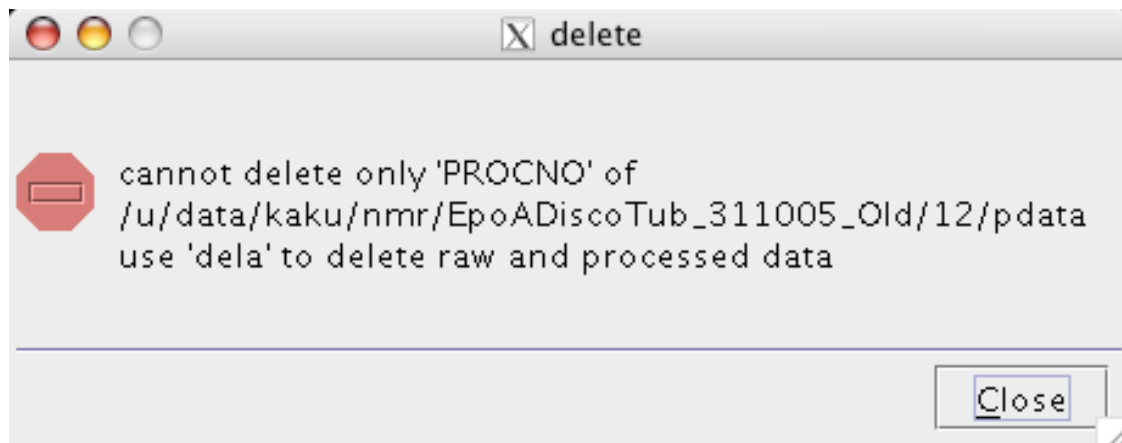 delete
cannot delete only 'PROCNO' of
/u/data/kaku/nmr/EpoADiscoTub_311005_Old/12/pdata
use 'dela' to delete raw and processed data
Close